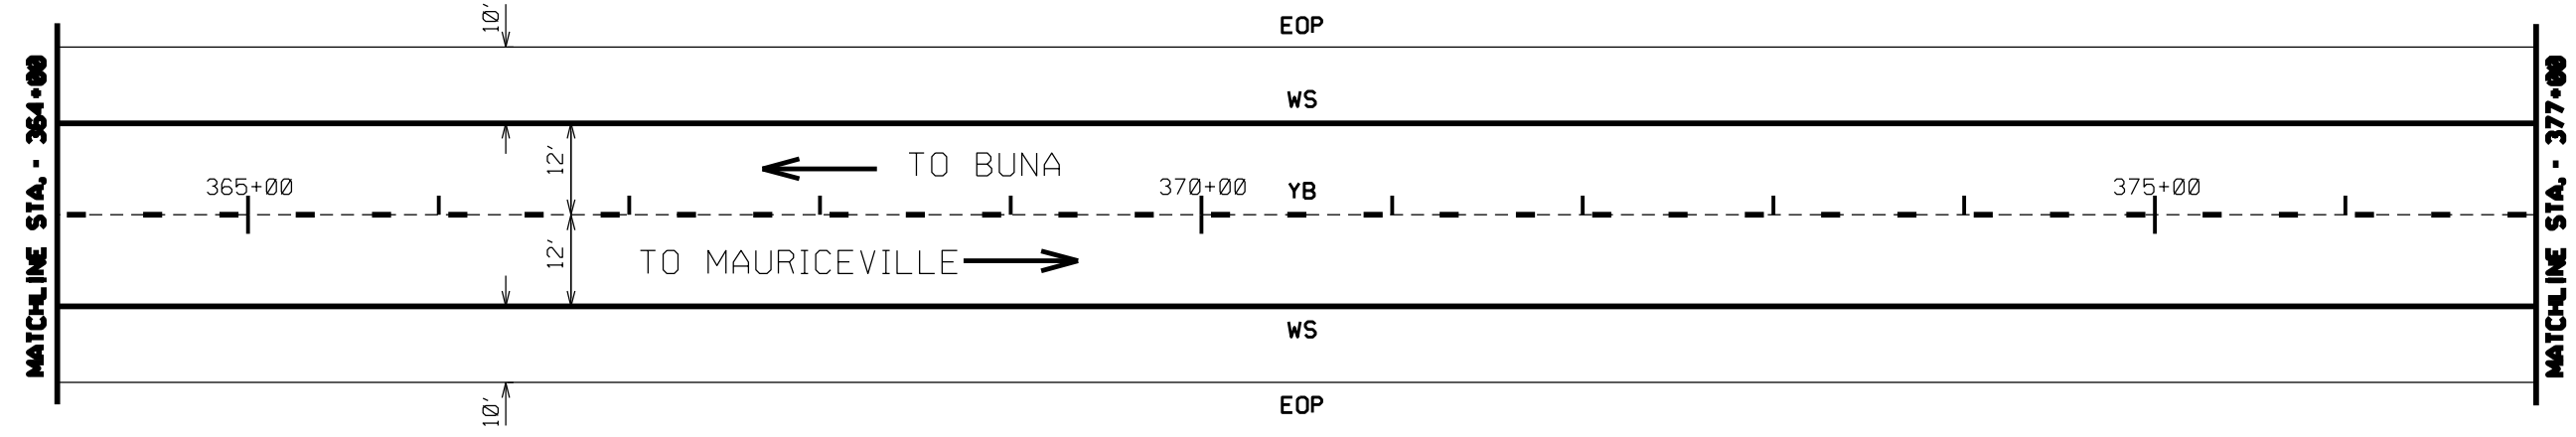 MATCHLINE STA. - 364+00
10'
EOP
WS
12'
TO BUNA
365+00
370+00
YB
375+00
12'
TO MAURICEVILLE
WS
10'
EOP
MATCHLINE STA. - 377+00